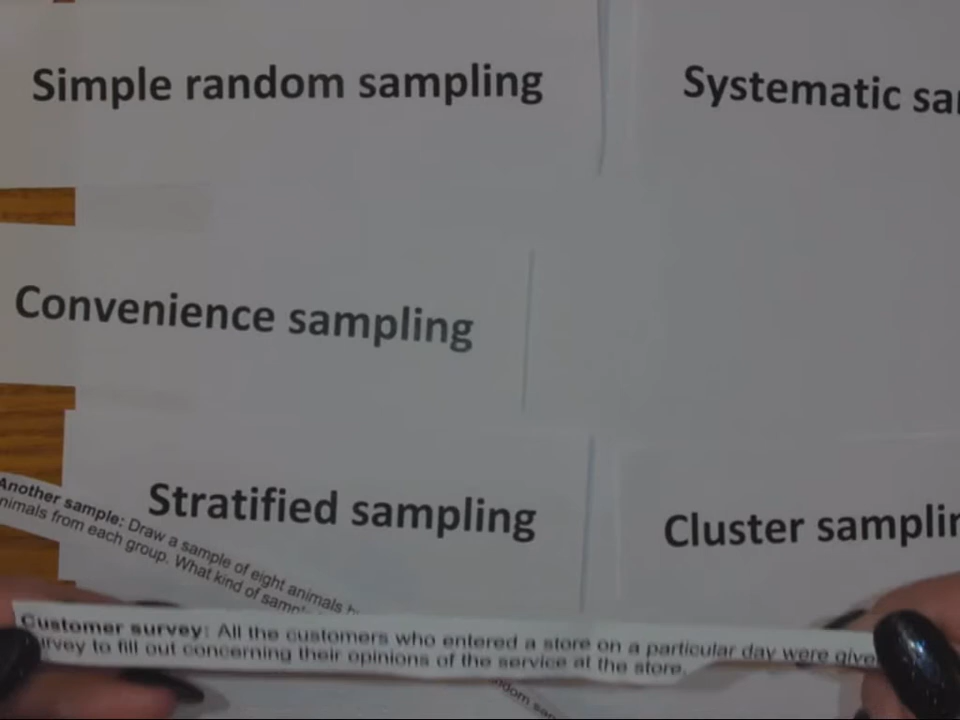 Simple random sampling
Systematic sa
Convenience sampling
Stratified sampling
Cluster samplin
Another sample: Draw a sample of eight animals
animals from each group. What kind of
Customer survey: All the customers who entered a store on a particular day were give
survey to fill out concerning their opinions of the service at the store.